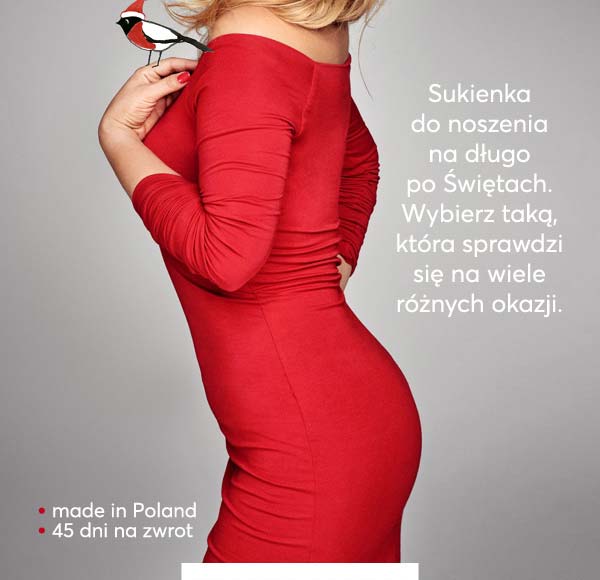 Sukienka
do noszenia
na długo
po Świętach.
Wybierz taką,
która sprawdzi
się na wiele
różnych okazji.
• made in Poland
• 45 dni na zwrot